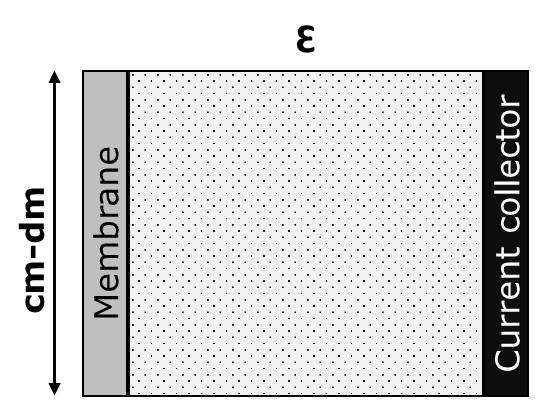 ε
cm-dm
Membrane
Current collector